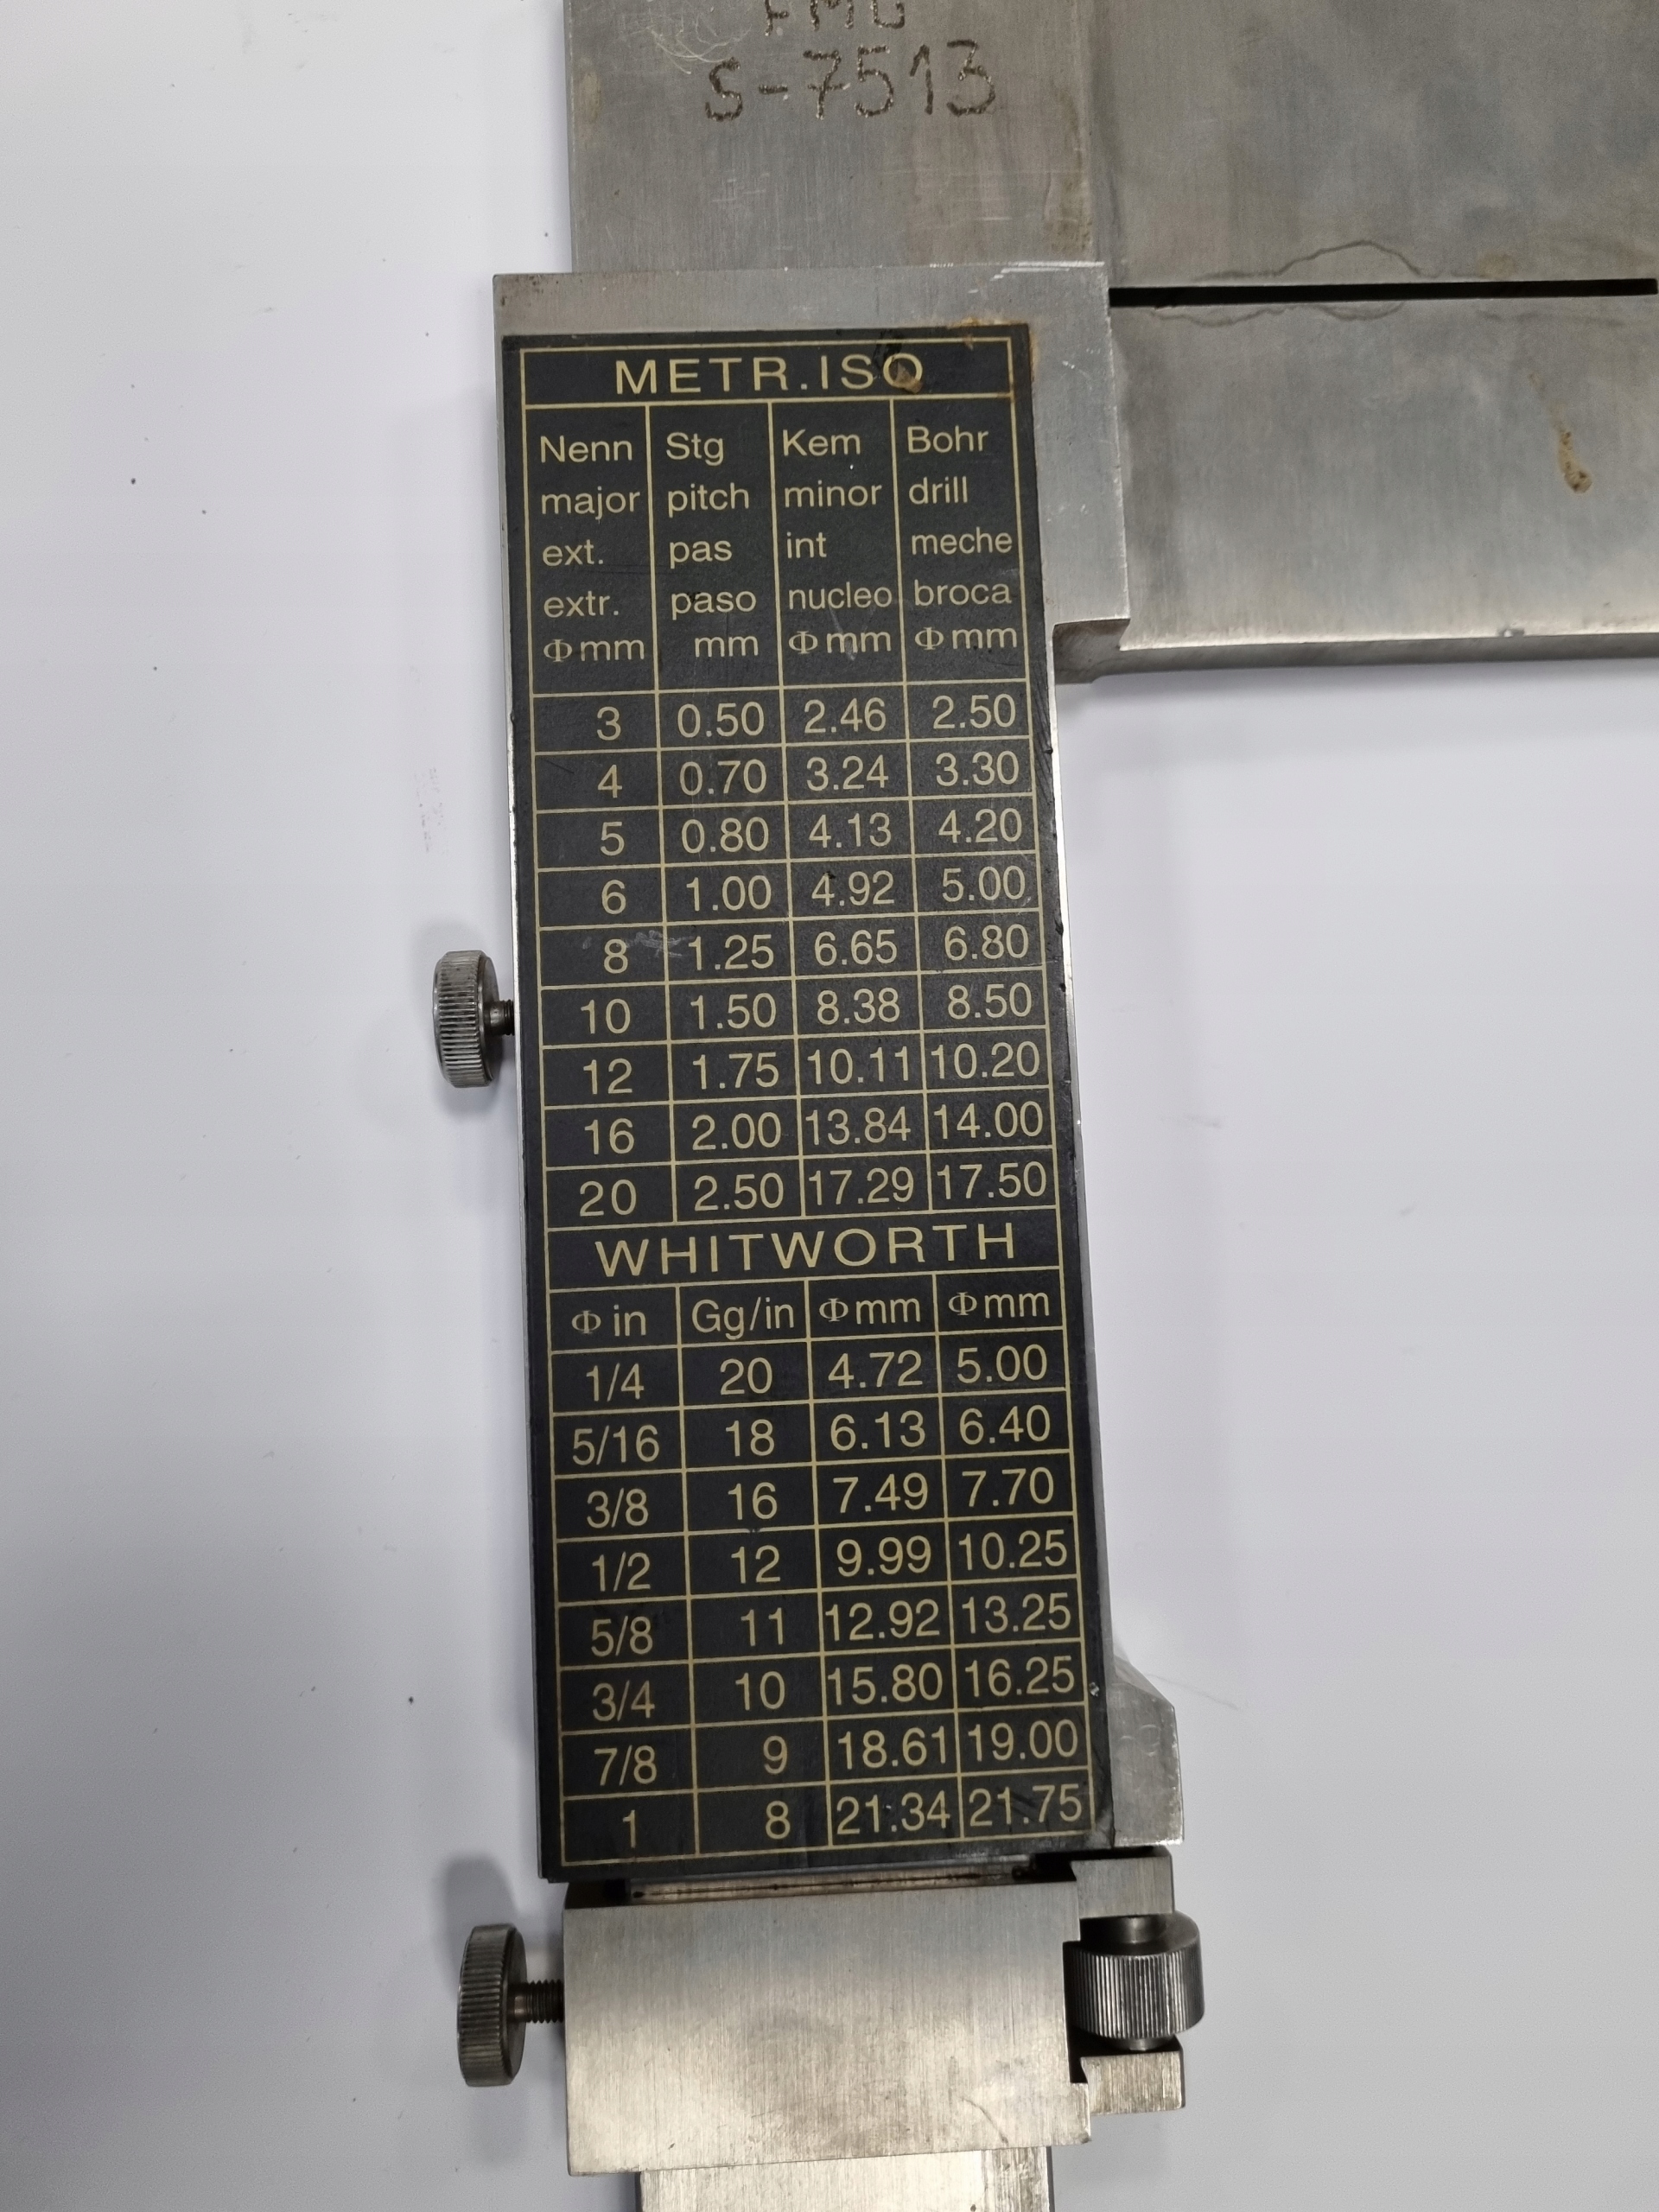 FMG
S-7513
METR.ISO
Nenn Stg Kem Bohr
major pitch minor drill
ext. pas int meche
extr. paso nucleo broca
Φ mm mm Φ mm Φ mm
3 0.50 2.46 2.50
4 0.70 3.24 3.30
5 0.80 4.13 4.20
6 1.00 4.92 5.00
8 1.25 6.65 6.80
10 1.50 8.38 8.50
12 1.75 10.11 10.20
16 2.00 13.84 14.00
20 2.50 17.29 17.50
WHITWORTH
Φ in Gg/in Φ mm Φ mm
1/4 20 4.72 5.00
5/16 18 6.13 6.40
3/8 16 7.49 7.70
1/2 12 9.99 10.25
5/8 11 12.92 13.25
3/4 10 15.80 16.25
7/8 9 18.61 19.00
1 8 21.34 21.75